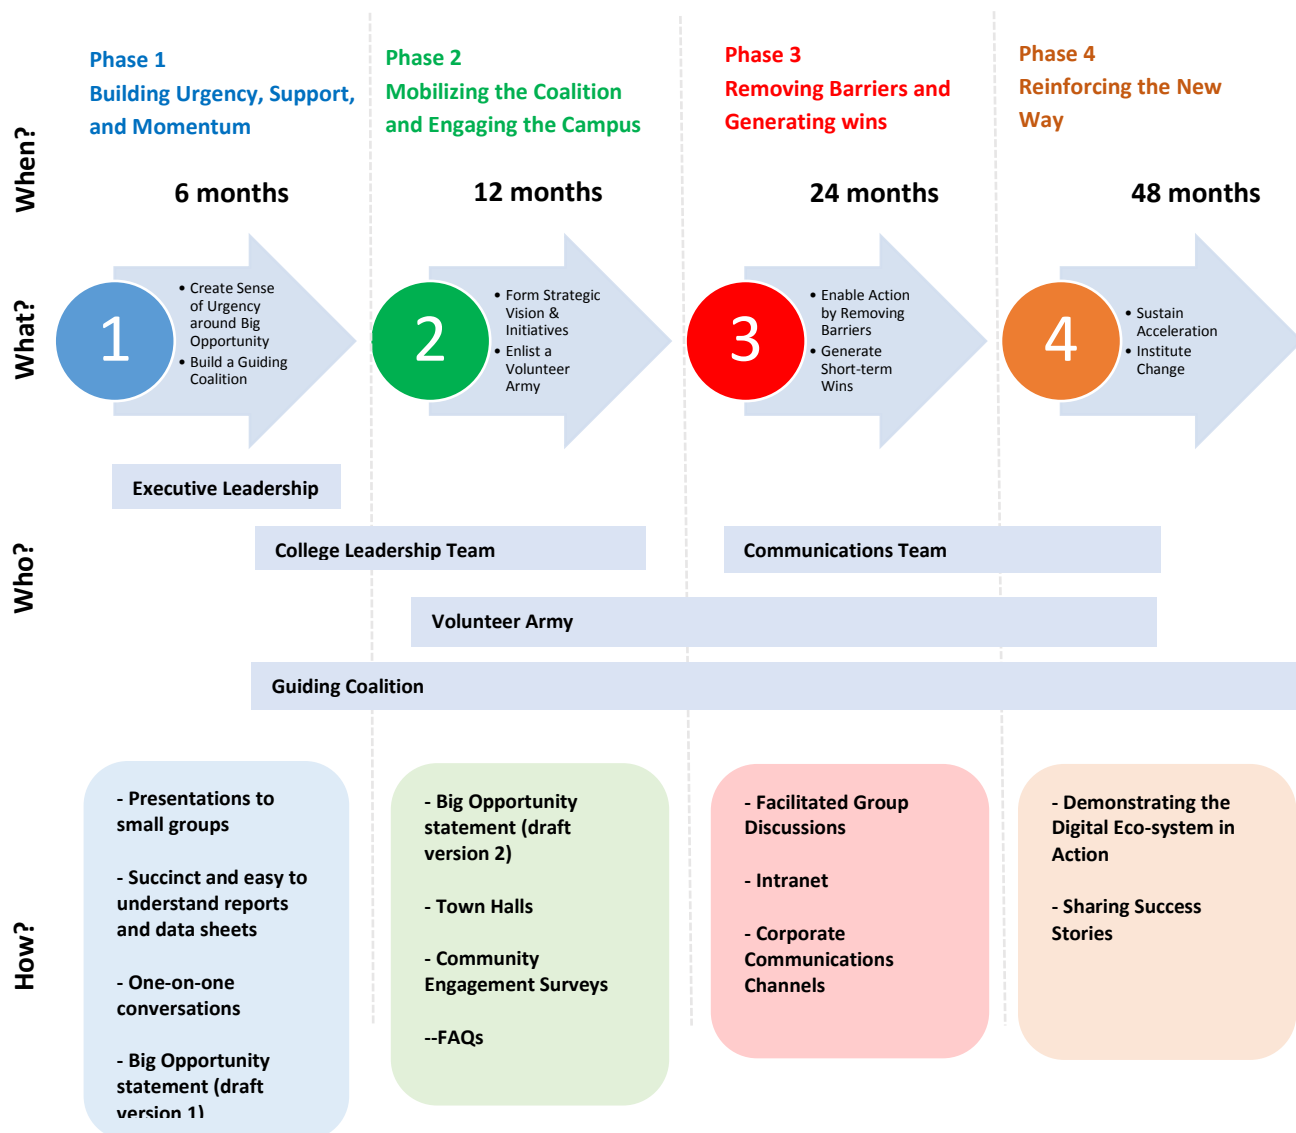 When?
Phase 1
Building Urgency, Support,
and Momentum
6 months
Phase 2
Mobilizing the Coalition
and Engaging the Campus
12 months
Phase 3
Removing Barriers and
Generating wins
24 months
Phase 4
Reinforcing the New
Way
48 months
What?
1
• Create Sense
of Urgency
around Big
Opportunity
• Build a Guiding
Coalition
2
• Form Strategic
Vision &
Initiatives
• Enlist a
Volunteer
Army
3
• Enable Action
by Removing
Barriers
• Generate
Short-term
Wins
4
• Sustain
Acceleration
• Institute
Change
Who?
Executive Leadership
College Leadership Team
Communications Team
Volunteer Army
Guiding Coalition
How?
- Presentations to
small groups
- Succinct and easy to
understand reports
and data sheets
- One-on-one
conversations
- Big Opportunity
statement (draft
version 1)
- Big Opportunity
statement (draft
version 2)
- Town Halls
- Community
Engagement Surveys
--FAQs
- Facilitated Group
Discussions
- Intranet
- Corporate
Communications
Channels
- Demonstrating the
Digital Eco-system in
Action
- Sharing Success
Stories